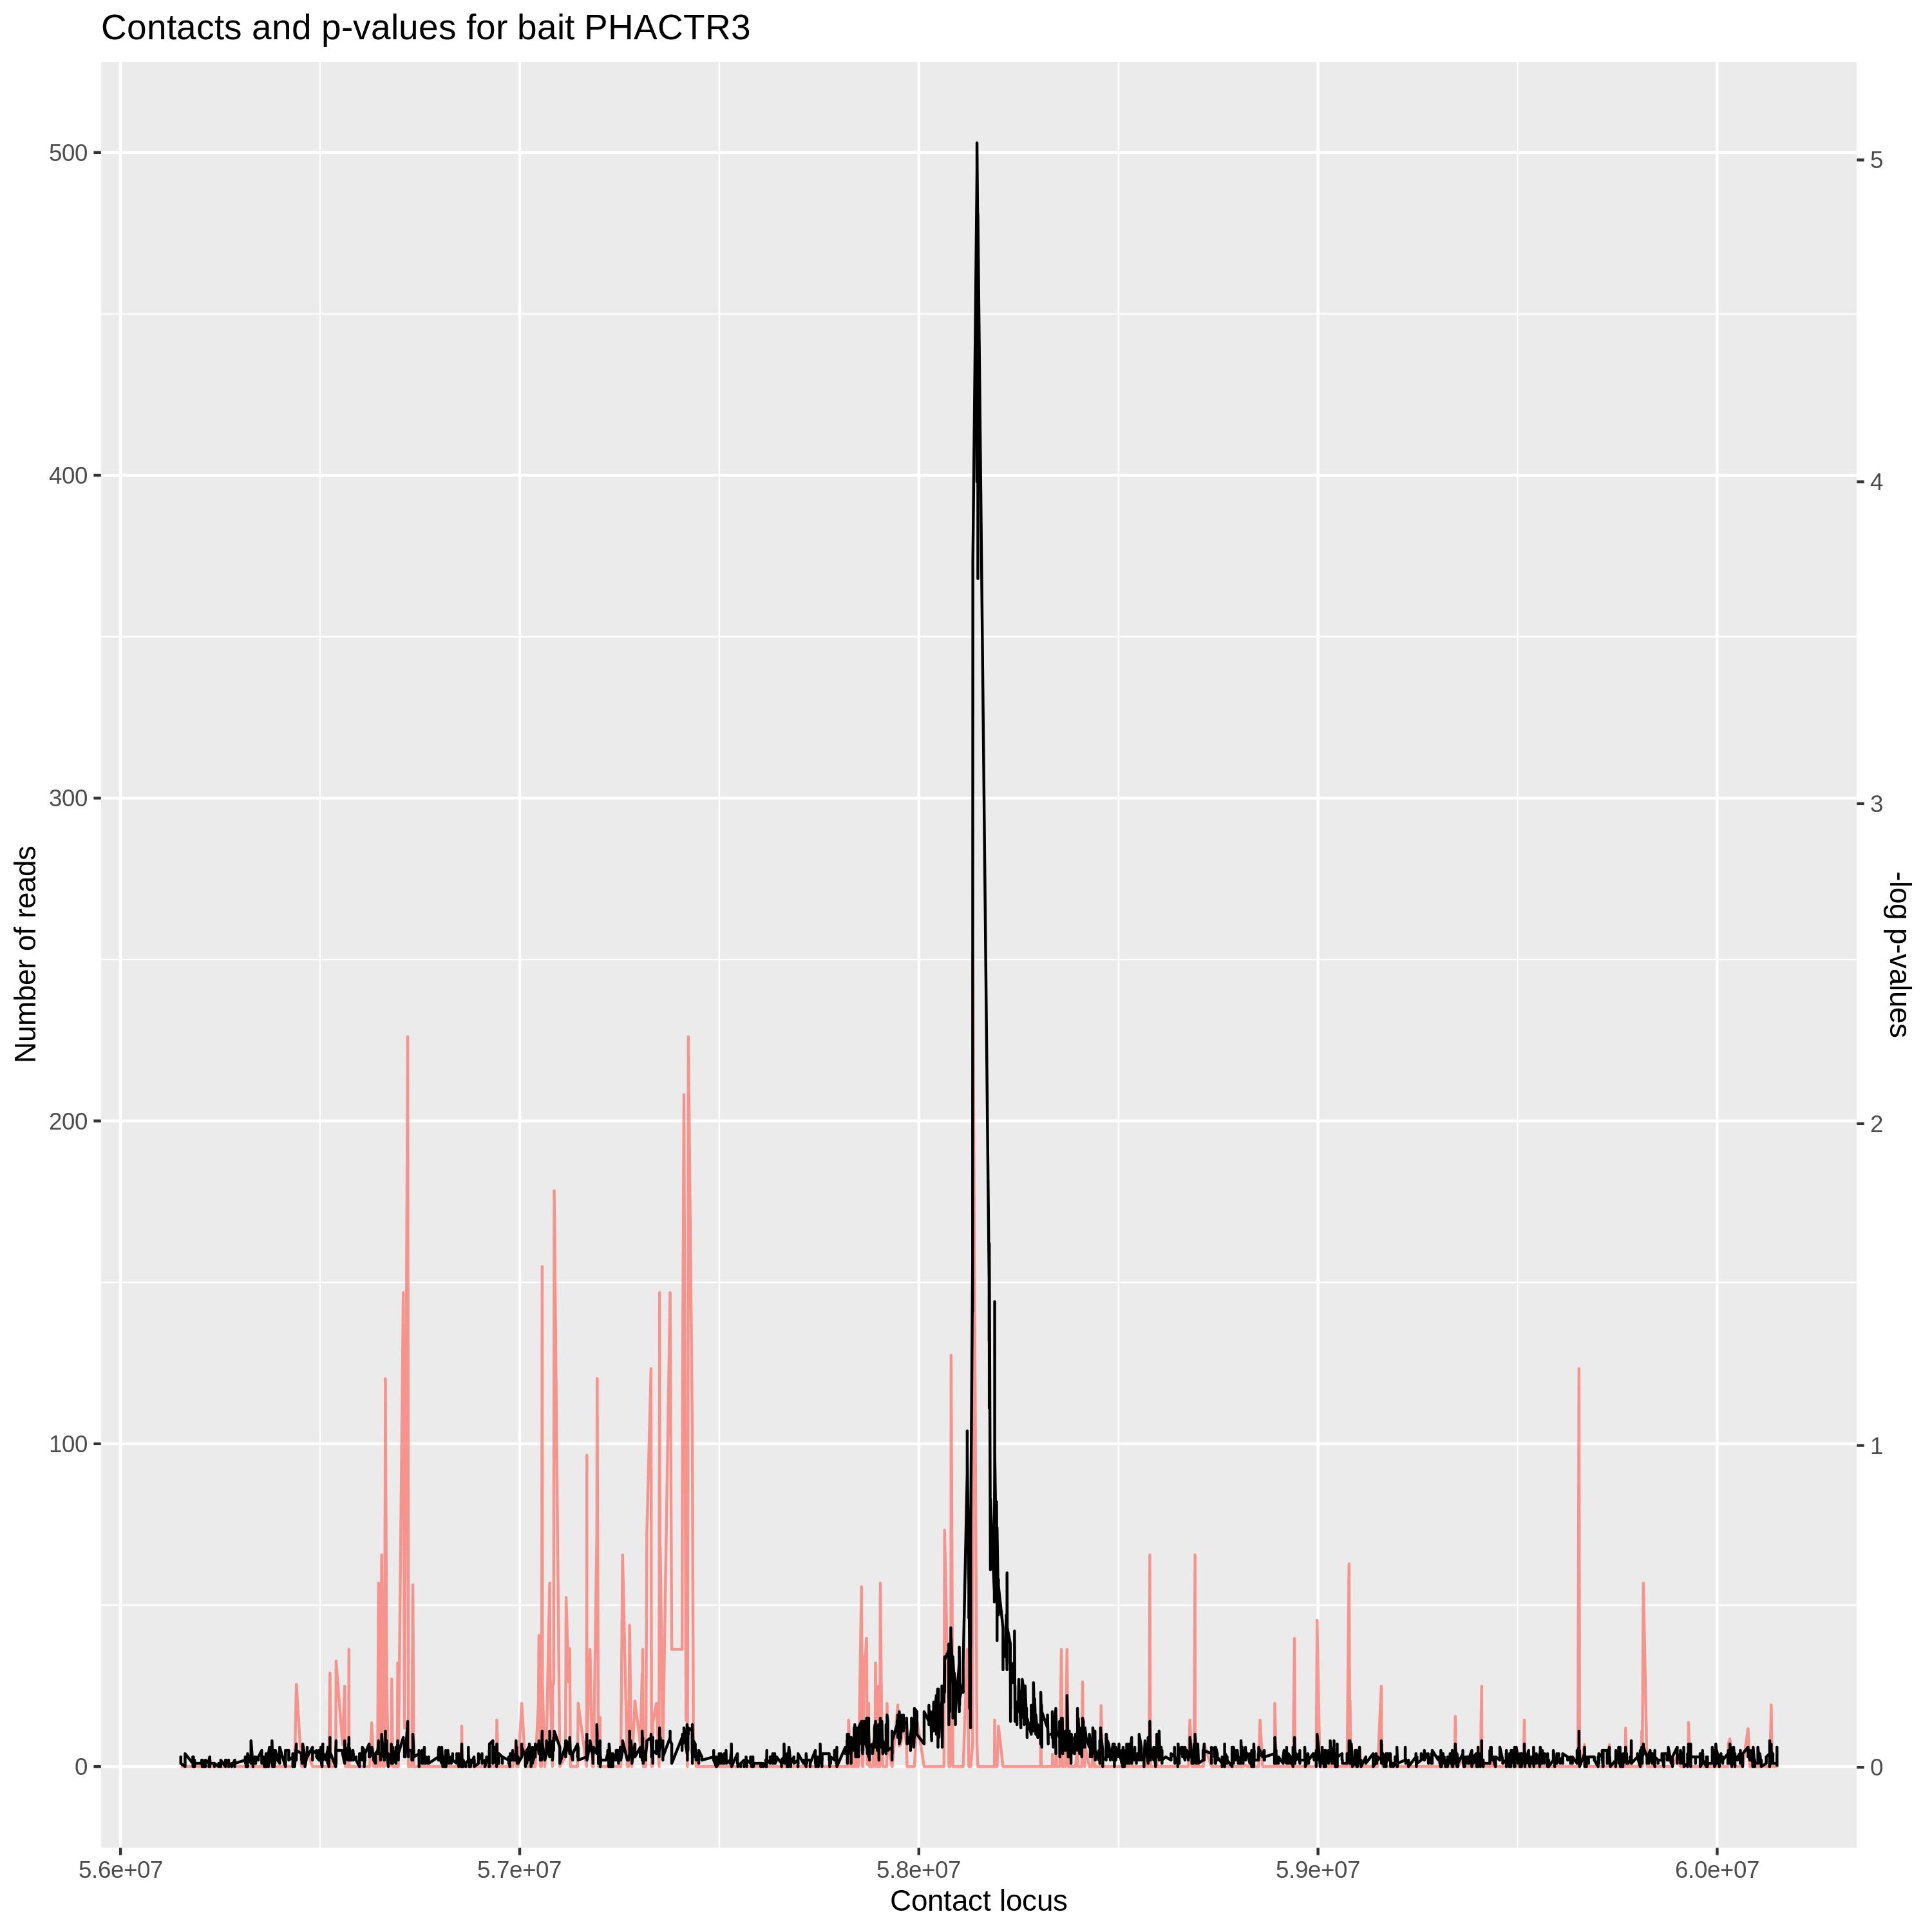 Contacts and p-values for bait PHACTR3
500
400
300
200
100
0
Number of reads
5
4
3
2
1
0
-log p-values
5.6e+07
5.7e+07
5.8e+07
5.9e+07
6.0e+07
Contact locus